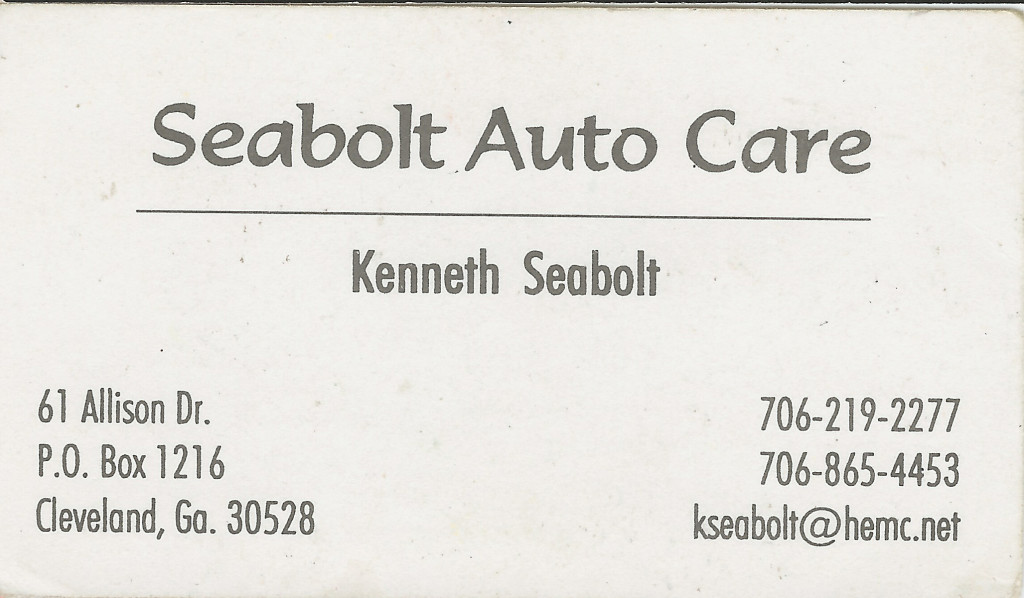 Seabolt Auto Care
Kenneth Seabolt
61 Allison Dr.
P.O. Box 1216
Cleveland, Ga. 30528
706-219-2277
706-865-4453
kseabolt@hemc.net